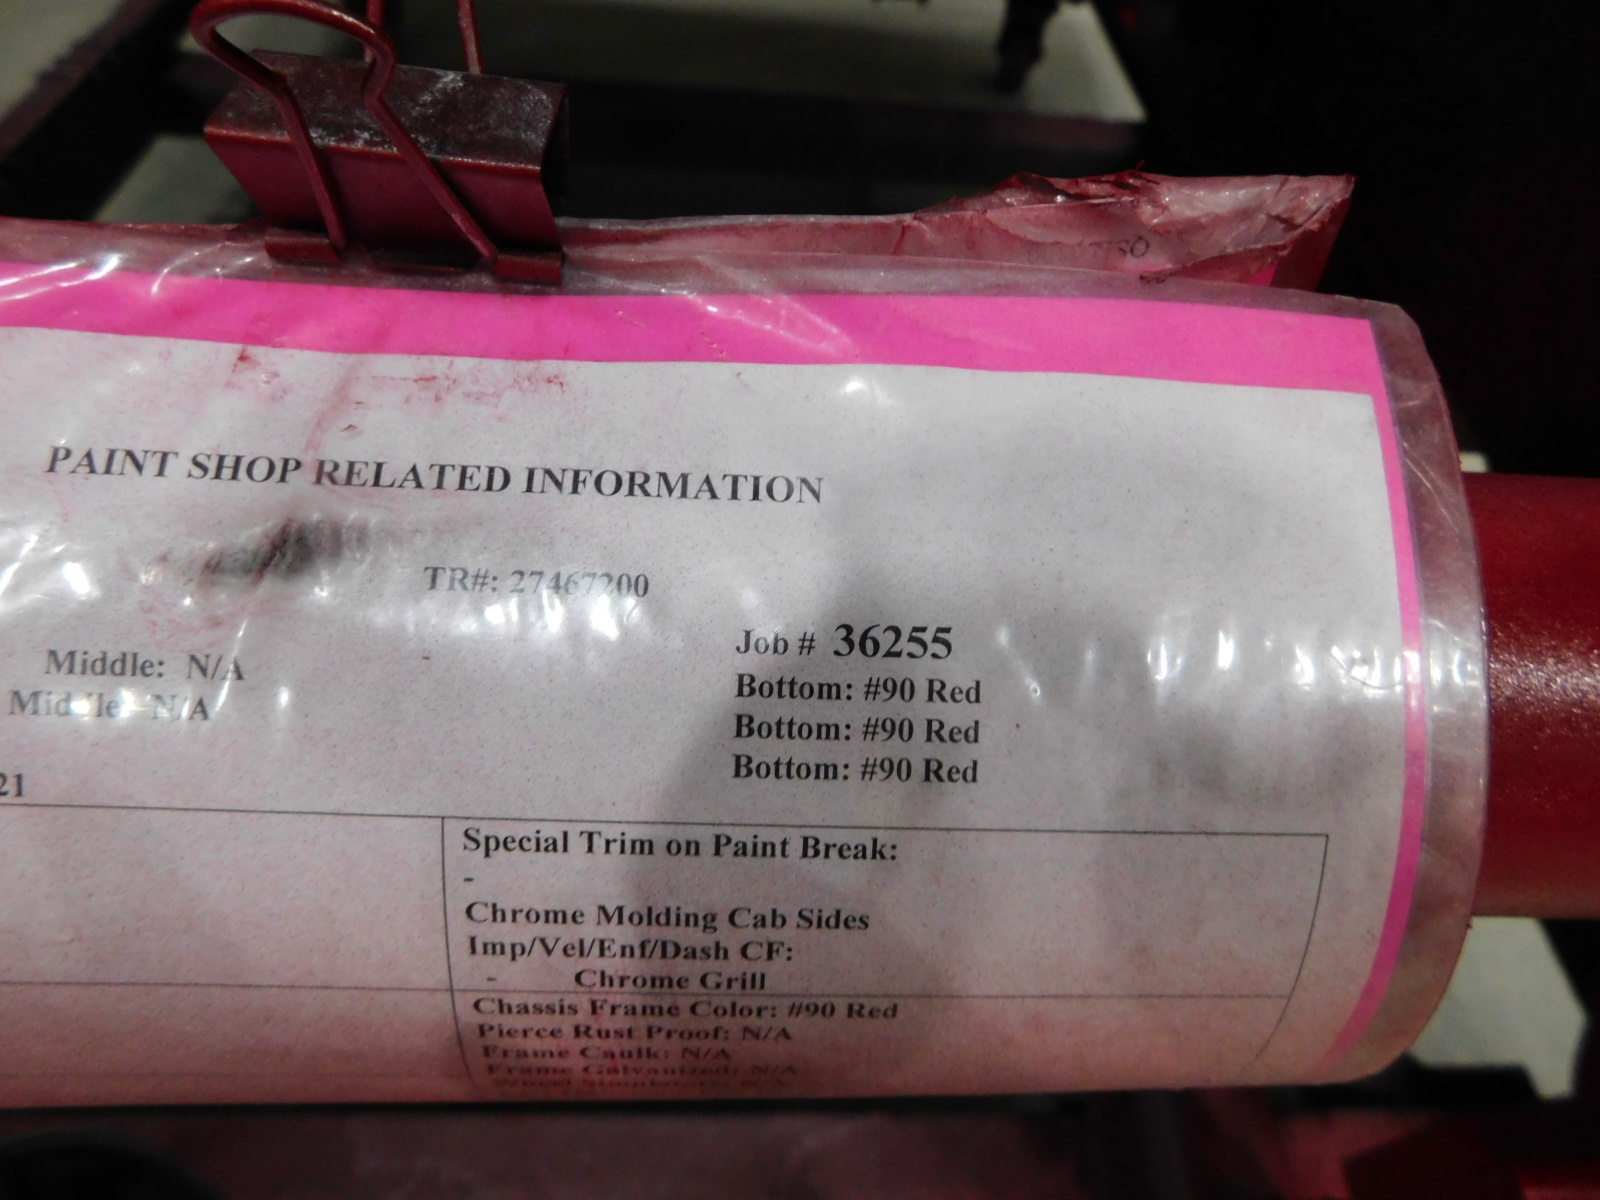 PAINT SHOP RELATED INFORMATION
TR#: 27467200
Job # 36255
Middle: N/A
Bottom: #90 Red
Middle: N/A
Bottom: #90 Red
Bottom: #90 Red
21
Special Trim on Paint Break:
-
Chrome Molding Cab Sides
Imp/Vel/Enf/Dash CF:
- Chrome Grill
Chassis Frame Color: #90 Red
Pierce Rust Proof: N/A
Frame Caulk: N/A
Frame Galvanized: N/A